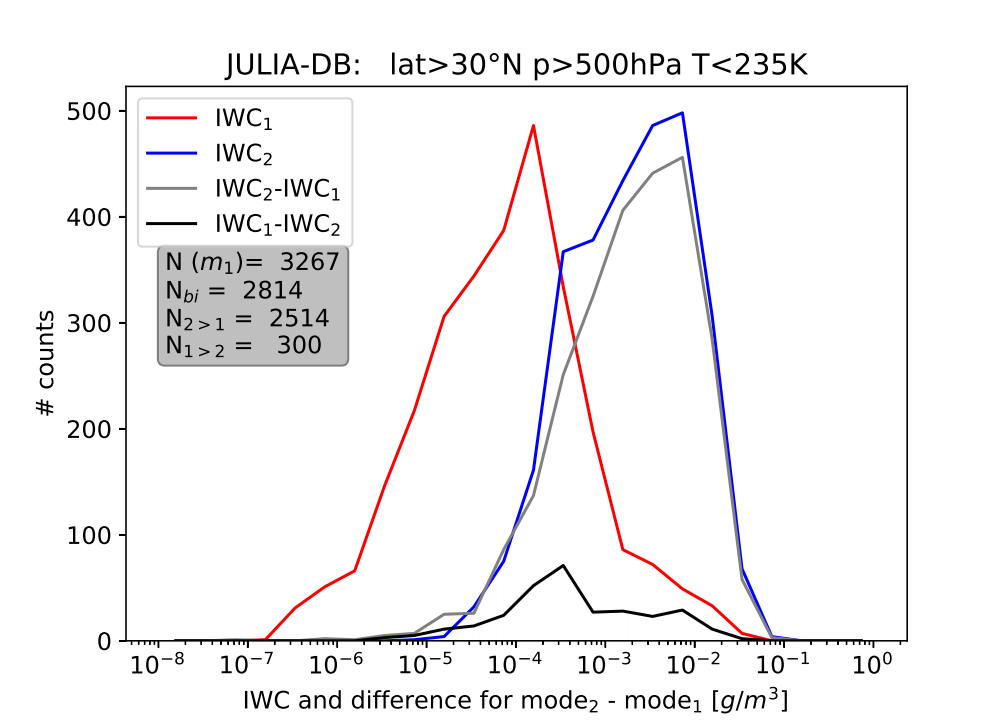 JULIA-DB:   lat>30°N p>500hPa T<235K
IWC₁
IWC₂
IWC₂-IWC₁
IWC₁-IWC₂
N (m₁)=  3267
N_bi =  2814
N₂>₁ =  2514
N₁>₂ =   300
500
400
300
200
100
0
# counts
10⁻⁸ 10⁻⁷ 10⁻⁶ 10⁻⁵ 10⁻⁴ 10⁻³ 10⁻² 10⁻¹ 10⁰
IWC and difference for mode₂ - mode₁ [g/m³]